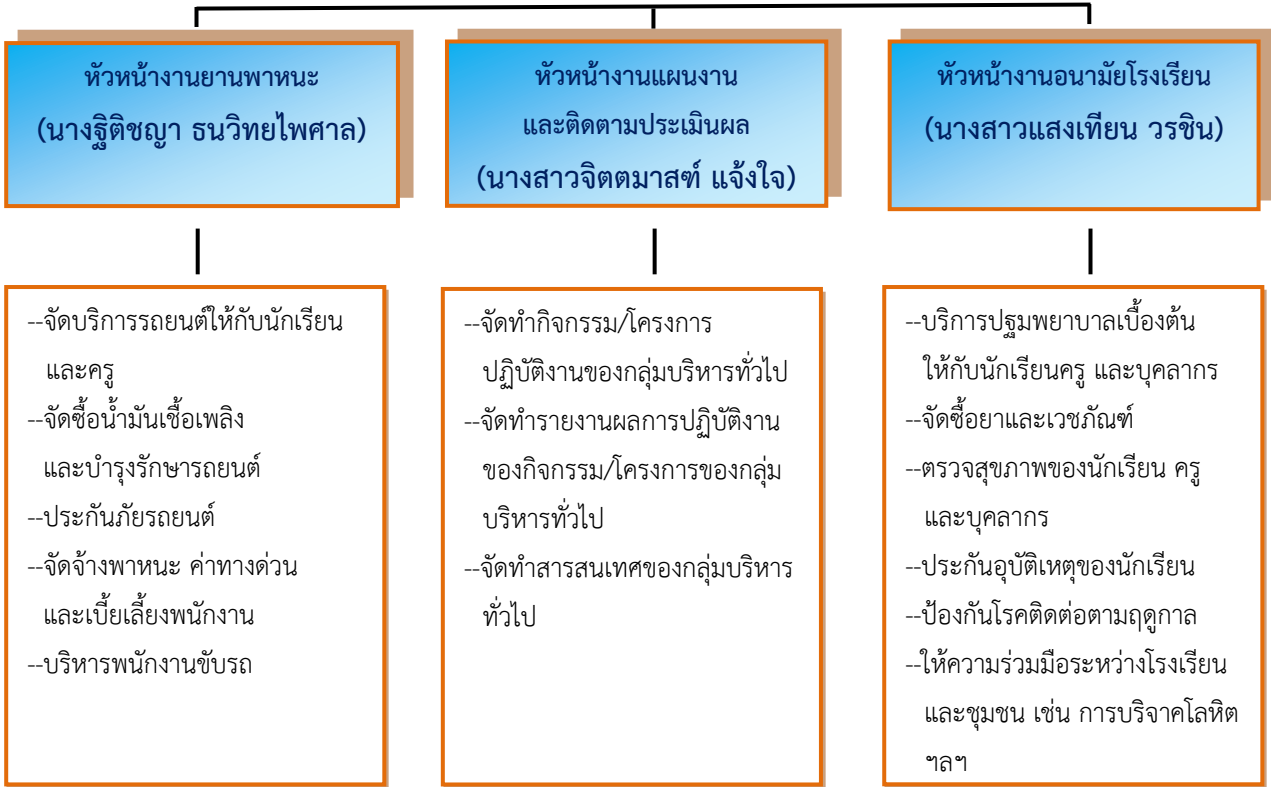 หัวหน้างานยานพาหนะ
(นางฐิติชญา ธนวิทยไพศาล)
หัวหน้างานแผนงาน
และติดตามประเมินผล
(นางสาวจิตตมาสฑ์ แจ้งใจ)
หัวหน้างานอนามัยโรงเรียน
(นางสาวแสงเทียน วรชิน)
--จัดบริการรถยนต์ให้กับนักเรียน
และครู
--จัดซื้อน้ำมันเชื้อเพลิง
และบำรุงรักษารถยนต์
--ประกันภัยรถยนต์
--จัดจ้างพาหนะ ค่าทางด่วน
และเบี้ยเลี้ยงพนักงาน
--บริหารพนักงานขับรถ
--จัดทำกิจกรรม/โครงการ
ปฏิบัติงานของกลุ่มบริหารทั่วไป
--จัดทำรายงานผลการปฏิบัติงาน
ของกิจกรรม/โครงการของกลุ่ม
บริหารทั่วไป
--จัดทำสารสนเทศของกลุ่มบริหาร
ทั่วไป
--บริการปฐมพยาบาลเบื้องต้น
ให้กับนักเรียนครู และบุคลากร
--จัดซื้อยาและเวชภัณฑ์
--ตรวจสุขภาพของนักเรียน ครู
และบุคลากร
--ประกันอุบัติเหตุของนักเรียน
--ป้องกันโรคติดต่อตามฤดูกาล
--ให้ความร่วมมือระหว่างโรงเรียน
และชุมชน เช่น การบริจาคโลหิต
ฯลฯ